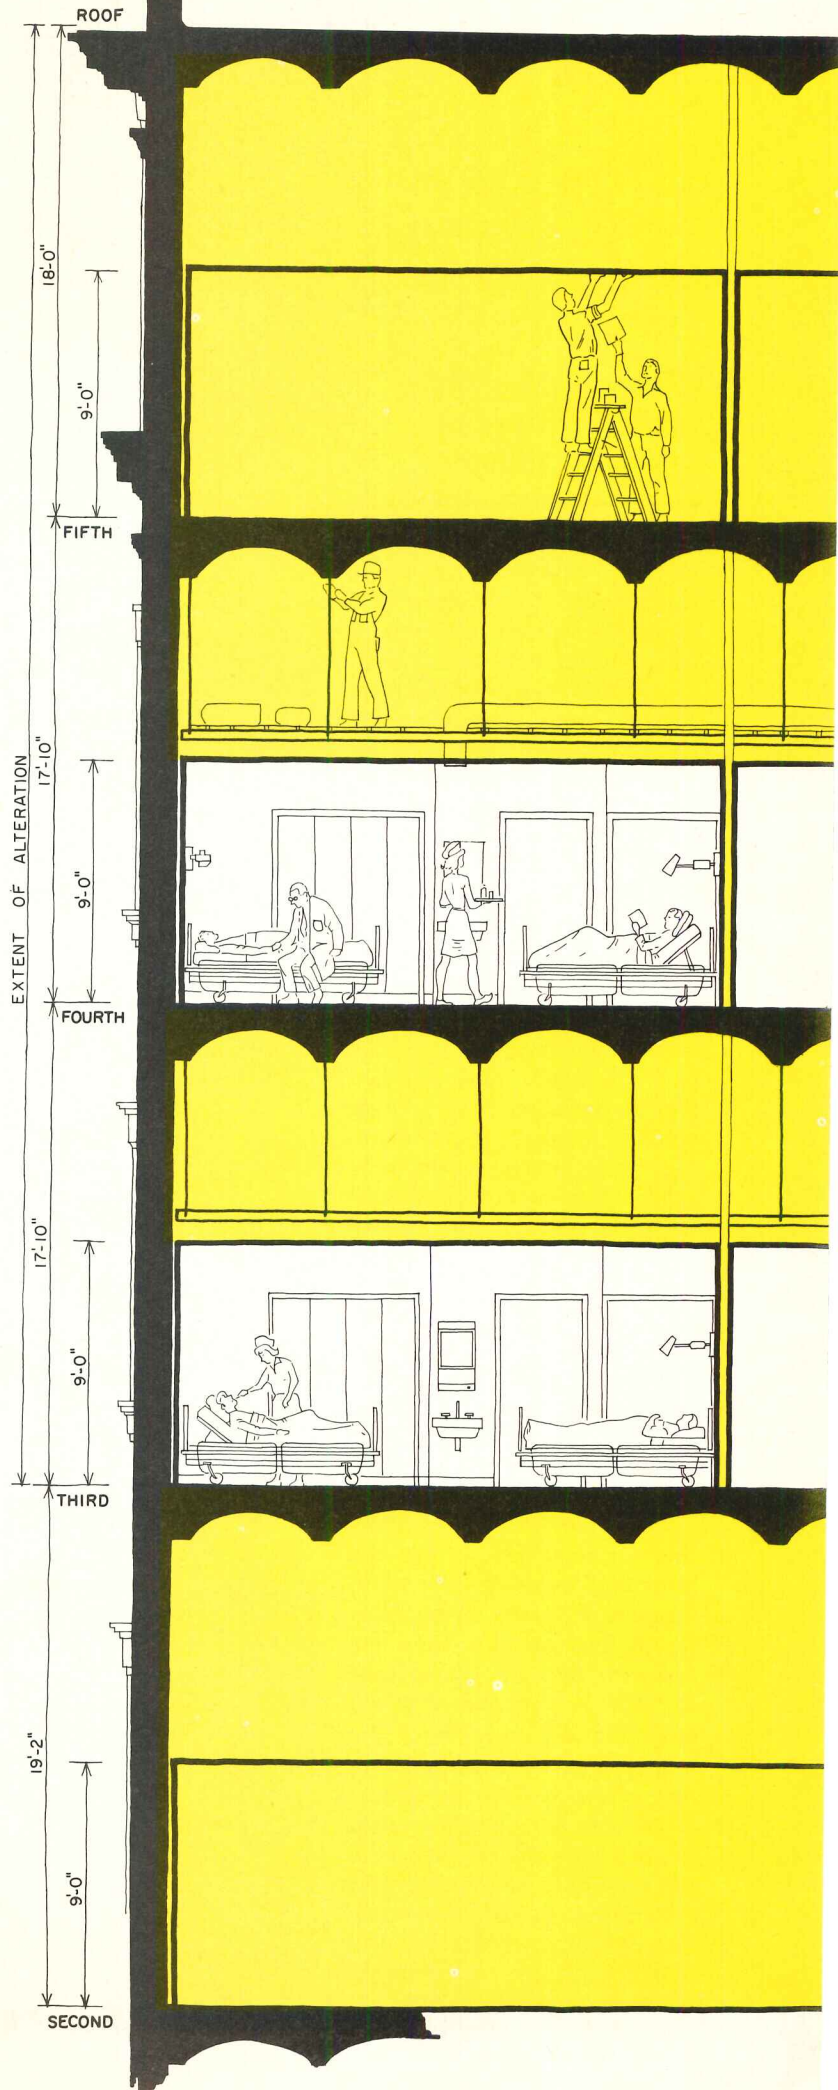 ROOF
18'-0"
9'-0"
FIFTH
EXTENT OF ALTERATION
17'-10"
9'-0"
FOURTH
17'-10"
9'-0"
THIRD
19'-2"
9'-0"
SECOND